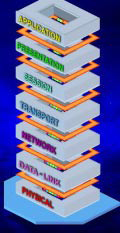 APPLICATION
PRESENTATION
SESSION
TRANSPORT
NETWORK
DATA-LINK
PHYSICAL